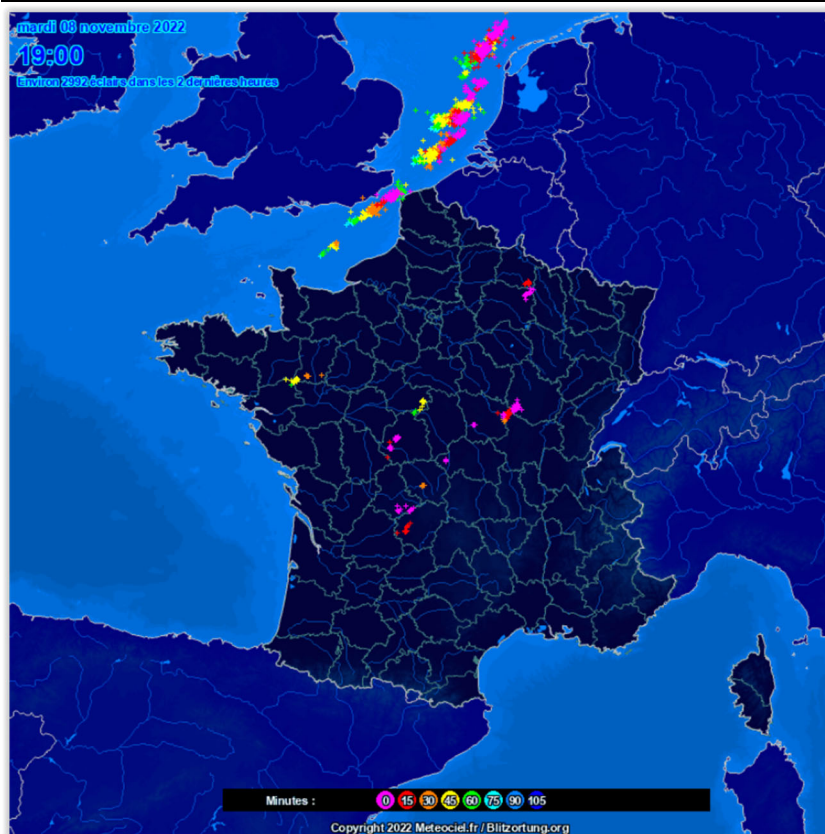 mardi 08 novembre 2022
19:00
Environ 2992 éclairs dans les 2 dernières heures
Minutes : 0 15 30 45 60 75 90 105
Copyright 2022 Meteociel.fr / Blitzortung.org